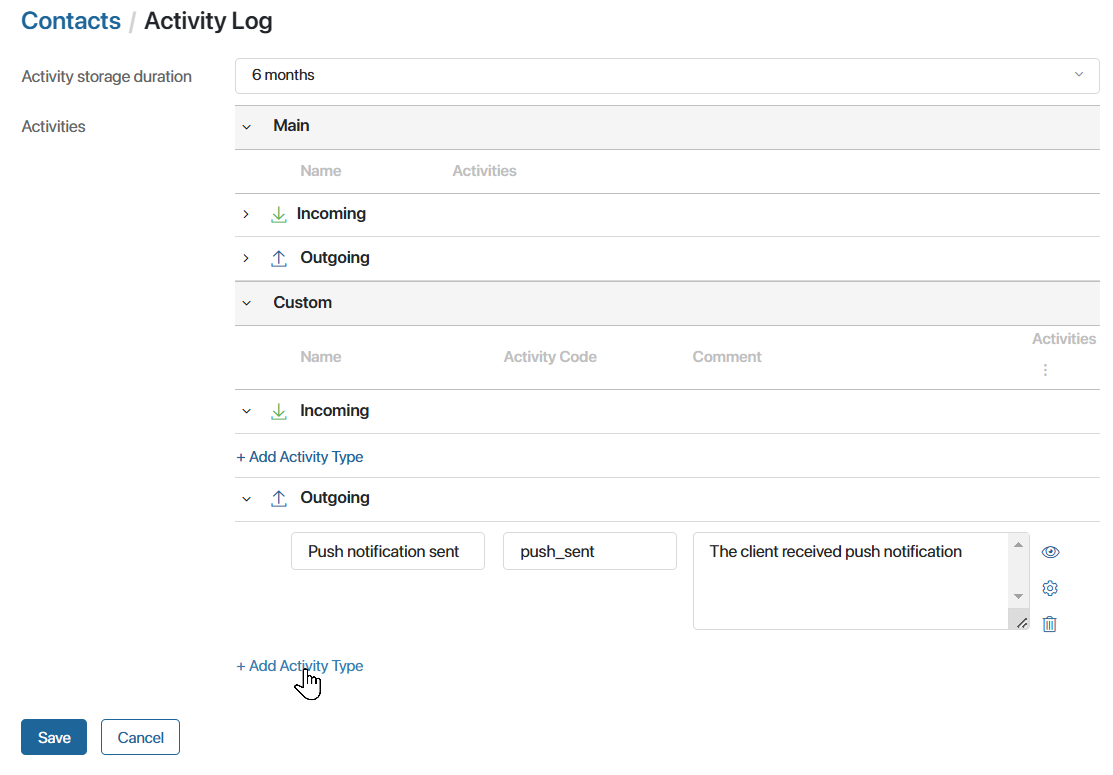 Contacts / Activity Log
Activity storage duration
6 months
Activities
Main
Name Activities
Incoming
Outgoing
Custom
Name Activity Code Comment Activities
Incoming
+ Add Activity Type
Outgoing
Push notification sent push_sent The client received push notification
+ Add Activity Type
Save Cancel